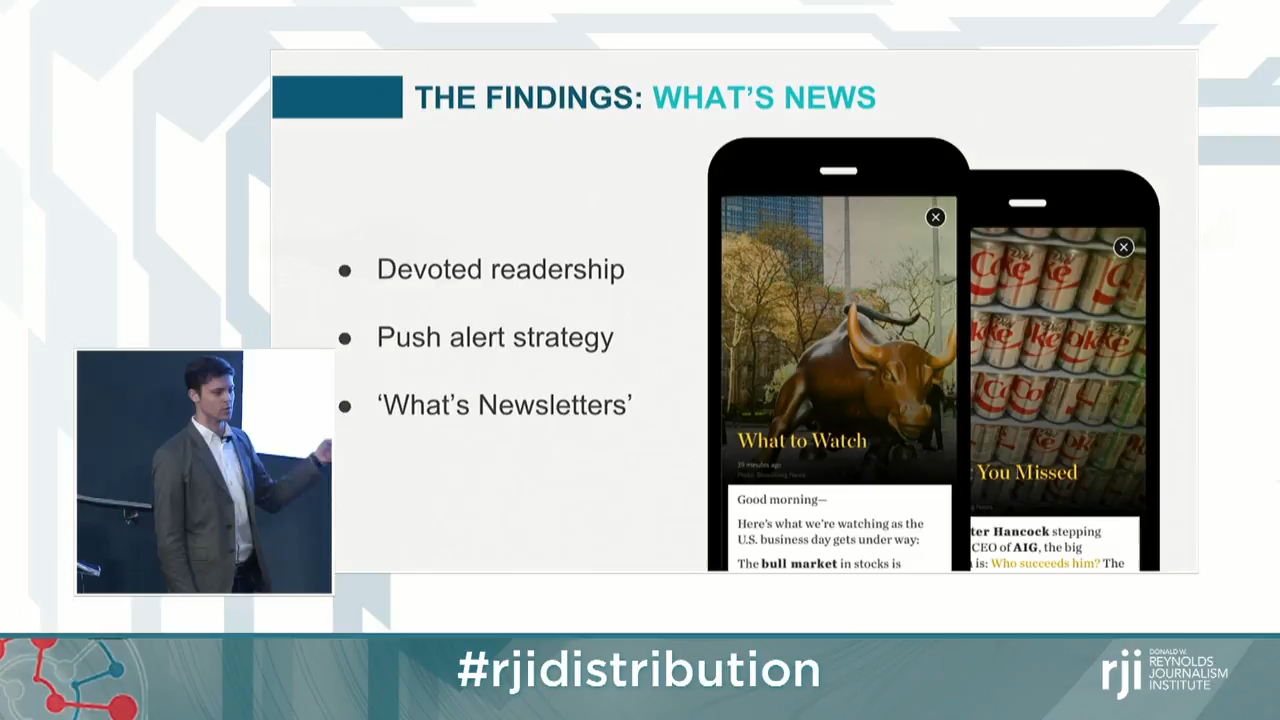 THE FINDINGS: WHAT'S NEWS
● Devoted readership
● Push alert strategy
● ‘What's Newsletters’
What to Watch
39 minutes ago
Good morning—
Here's what we're watching as the
U.S. business day gets under way:
The bull market in stocks is
You Missed
ter Hancock stepping
CEO of AIG, the big
is: Who succeeds him? The
Coke
#rjidistribution
rji
DONALD W.
REYNOLDS
JOURNALISM
INSTITUTE